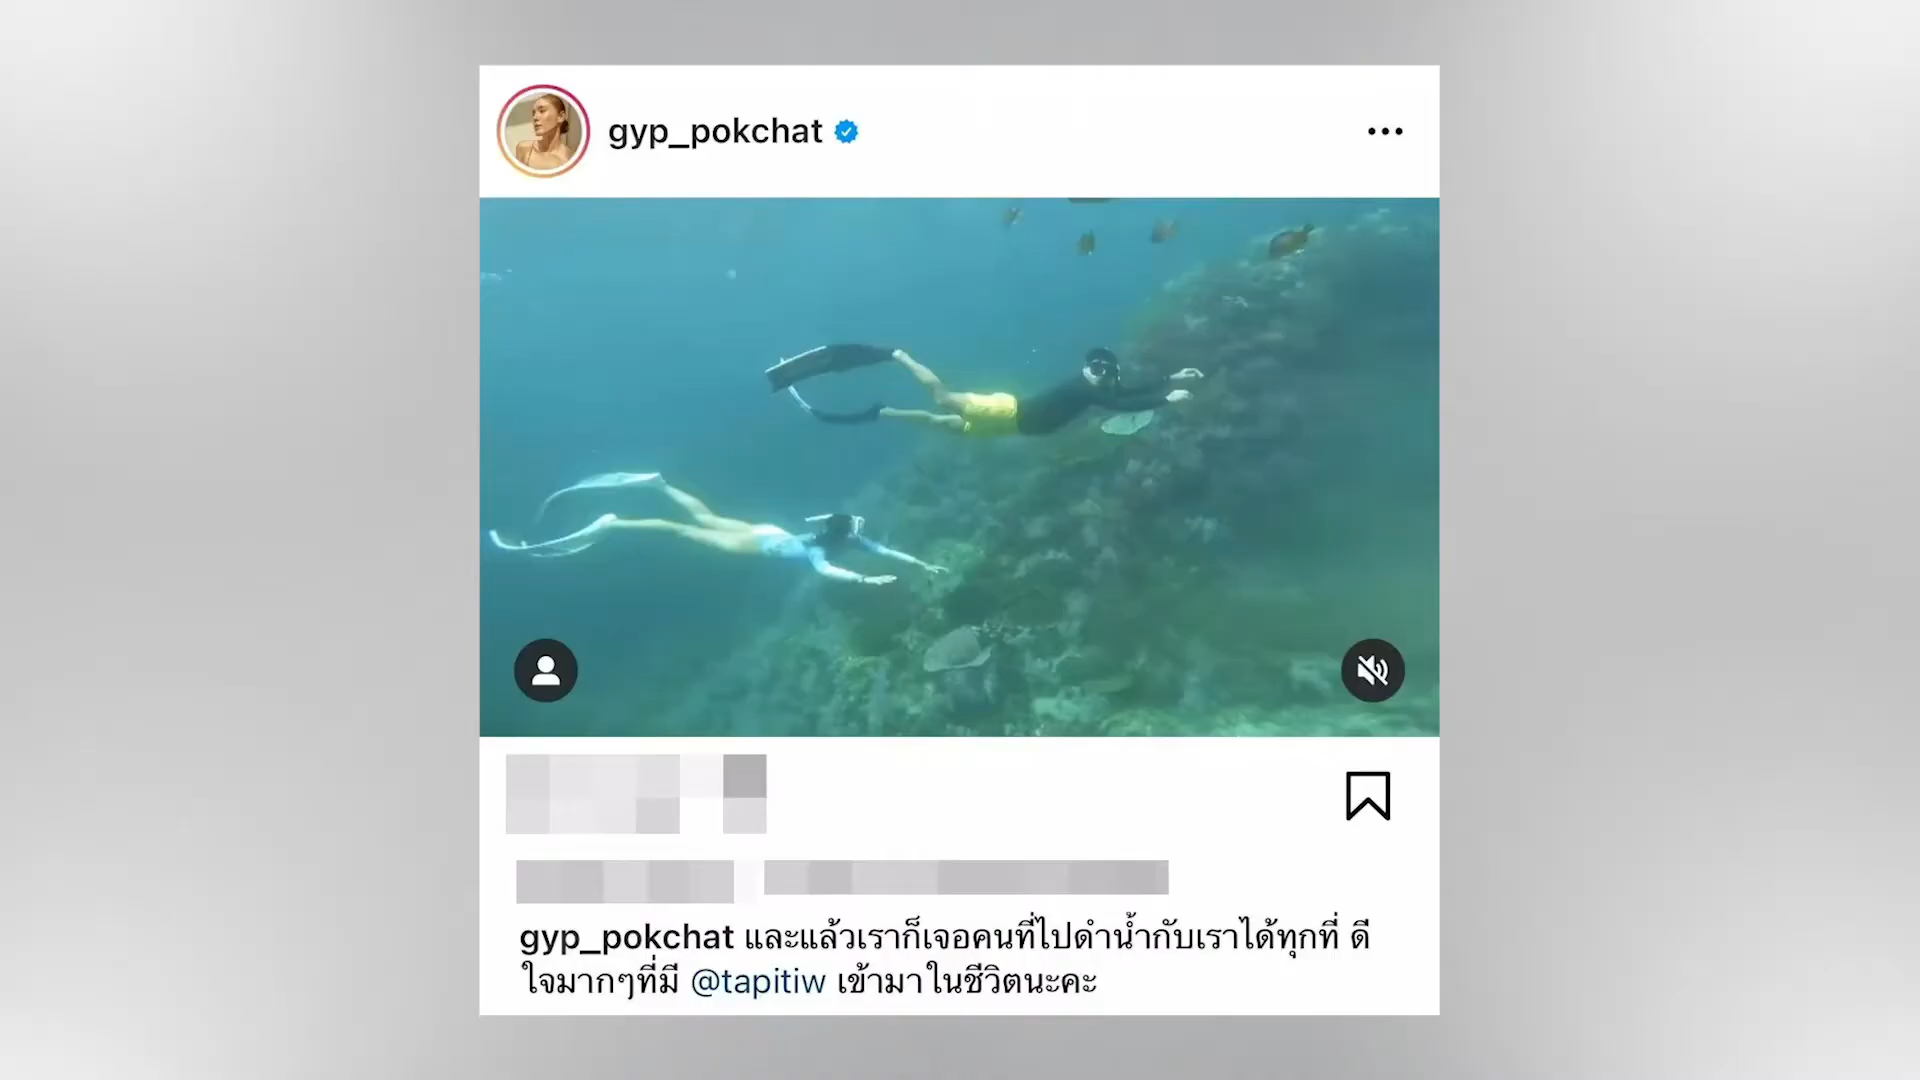 gyp_pokchat
gyp_pokchat และแล้วเราก็เจอคนที่ไปดำน้ำกับเราได้ทุกที่ ดี
ใจมากๆที่มี @tapitiw เข้ามาในชีวิตนะคะ